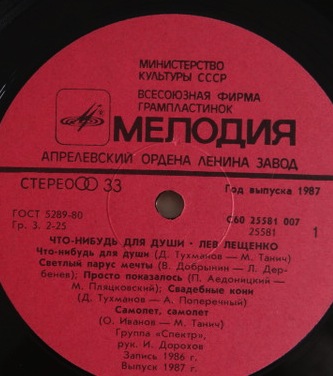 МИНИСТЕРСТВО
КУЛЬТУРЫ СССР
ВСЕСОЮЗНАЯ ФИРМА
ГРАМПЛАСТИНОК
МЕЛОДИЯ
АПРЕЛЕВСКИЙ ОРДЕНА ЛЕНИНА ЗАВОД
СТЕРЕО 33
Год выпуска 1987
ГОСТ 5289-80
Гр. 3. 2-25
С60 25581 007
25581
1
ЧТО-НИБУДЬ ДЛЯ ДУШИ - ЛЕВ ЛЕЩЕНКО
Что-нибудь для души (Д. Тухманов — М. Танич)
Светлый парус мечты (В. Добрынин — Л. Дер-
бенев); Просто показалось (П. Аедоницкий —
М. Пляцковский); Свадебные кони
(Д. Тухманов — А. Поперечный)
Самолет, самолет
(О. Иванов — М. Танич)
Группа «Спектр»,
рук. И. Дорохов
Запись 1986 г.
Выпуск 1987 г.